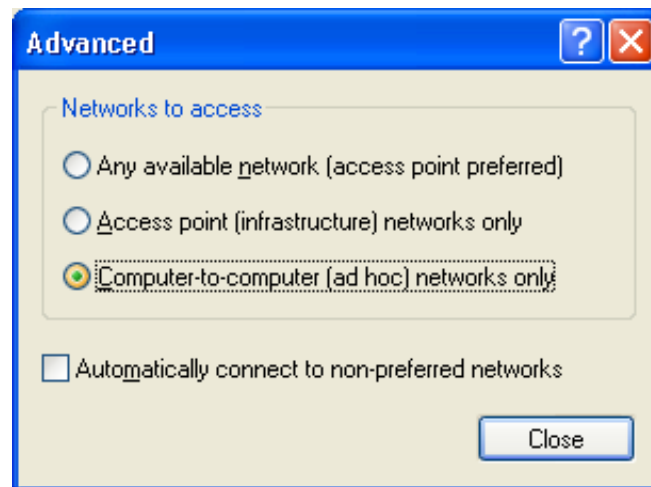 Advanced
Networks to access
Any available network (access point preferred)
Access point (infrastructure) networks only
Computer-to-computer (ad hoc) networks only
Automatically connect to non-preferred networks
Close